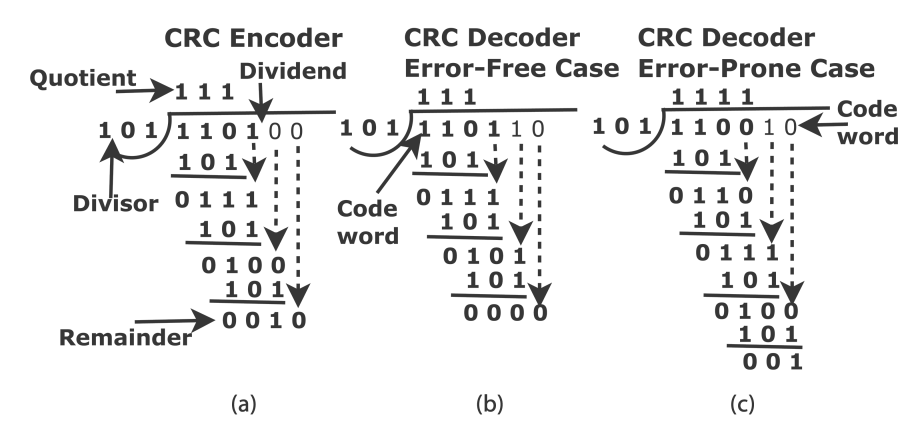 CRC Encoder
Quotient
Dividend
1 1 1
1 0 1
1 1 0 1 0 0
1 0 1
Divisor
0 1 1 1
1 0 1
0 1 0 0
1 0 1
Remainder
0 0 1 0
(a)
CRC Decoder
Error-Free Case
1 1 1
1 0 1
1 1 0 1 1 0
1 0 1
0 1 1 1
Code
word
1 0 1
0 1 0 1
1 0 1
0 0 0 0
(b)
CRC Decoder
Error-Prone Case
1 1 1 1
Code
word
1 0 1
1 1 0 0 1 0
1 0 1
0 1 1 0
1 0 1
0 1 1 1
1 0 1
0 1 0 0
1 0 1
0 0 1
(c)